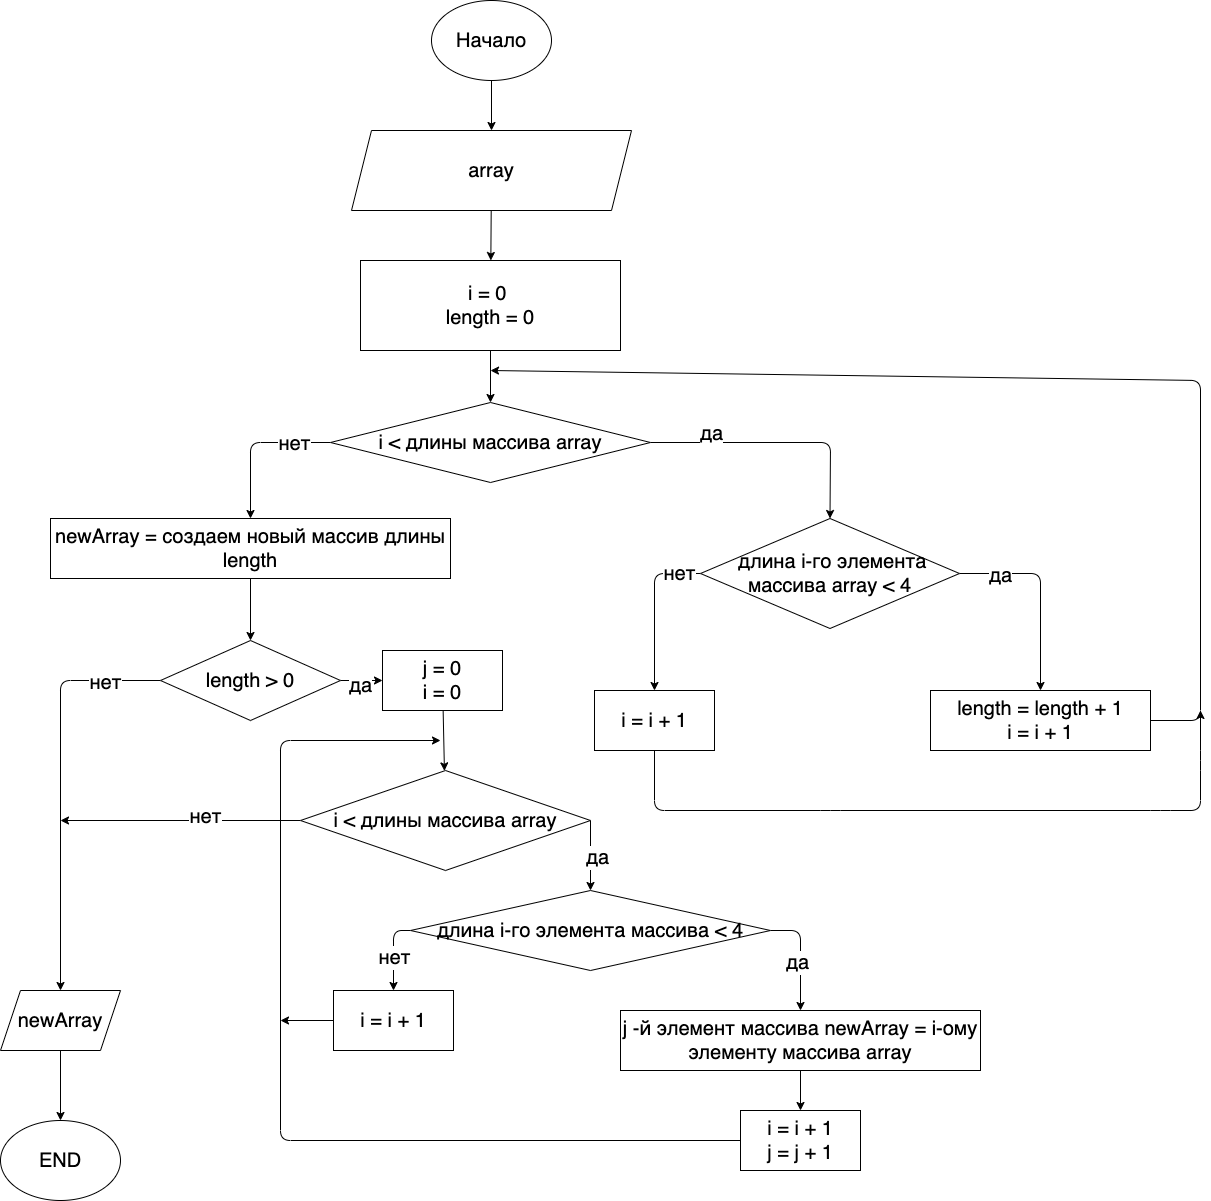 Начало
array
i = 0
length = 0
i < длины массива array
нет
да
newArray = создаем новый массив длины
length
длина i-го элемента
массива array < 4
нет
да
length > 0
нет
да
j = 0
i = 0
i = i + 1
length = length + 1
i = i + 1
i < длины массива array
нет
да
длина i-го элемента массива < 4
нет
да
newArray
i = i + 1
j -й элемент массива newArray = i-ому
элементу массива array
i = i + 1
j = j + 1
END